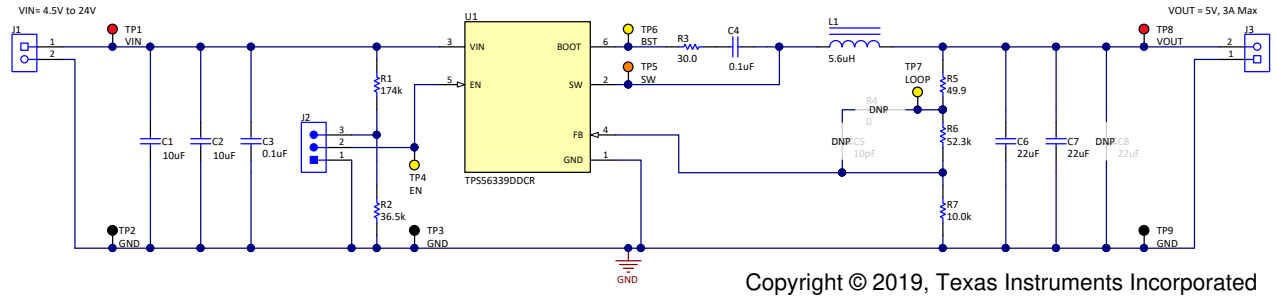 VIN= 4.5V to 24V
VOUT = 5V, 3A Max
J1
1
2
TP1
VIN
U1
3
VIN
BOOT
6
5
EN
SW
2
FB
4
GND
1
TPS56339DDCR
TP6
BST
R3
30.0
C4
0.1uF
TP5
SW
L1
5.6uH
TP7
LOOP
TP8
VOUT
J3
2
1
R1
174k
J2
3
2
1
TP4
EN
C1
10uF
C2
10uF
C3
0.1uF
R2
36.5k
R4
DNP
0
DNP
C5
10pF
R5
49.9
R6
52.3k
R7
10.0k
C6
22uF
C7
22uF
DNP
C8
22uF
TP2
GND
TP3
GND
GND
TP9
GND
Copyright © 2019, Texas Instruments Incorporated